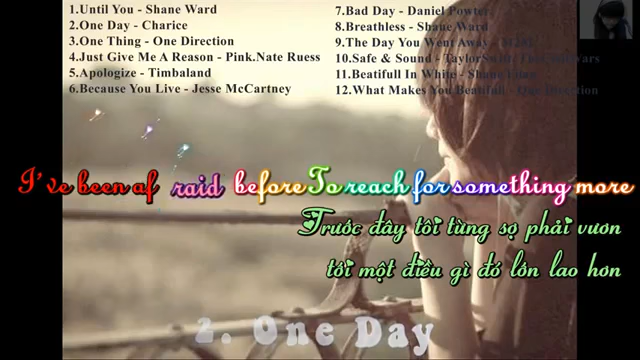 1.Until You - Shane Ward
2.One Day - Charice
3.One Thing - One Direction
4.Just Give Me A Reason - Pink.Nate Ruess
5.Apologize - Timbaland
6.Because You Live - Jesse McCartney
7.Bad Day - Daniel Powter
8.Breathless - Shane Ward
9.The Day You Went Away - M2M
10.Safe & Sound - TaylorSwift
11.Beatifull In White - Shane
12.What Makes You Beatifull - One Direction
I've been af raid before To reach for something more
Trước đây tôi từng sợ phải vươn
tới một điều gì đó lớn lao hơn
2. One Day